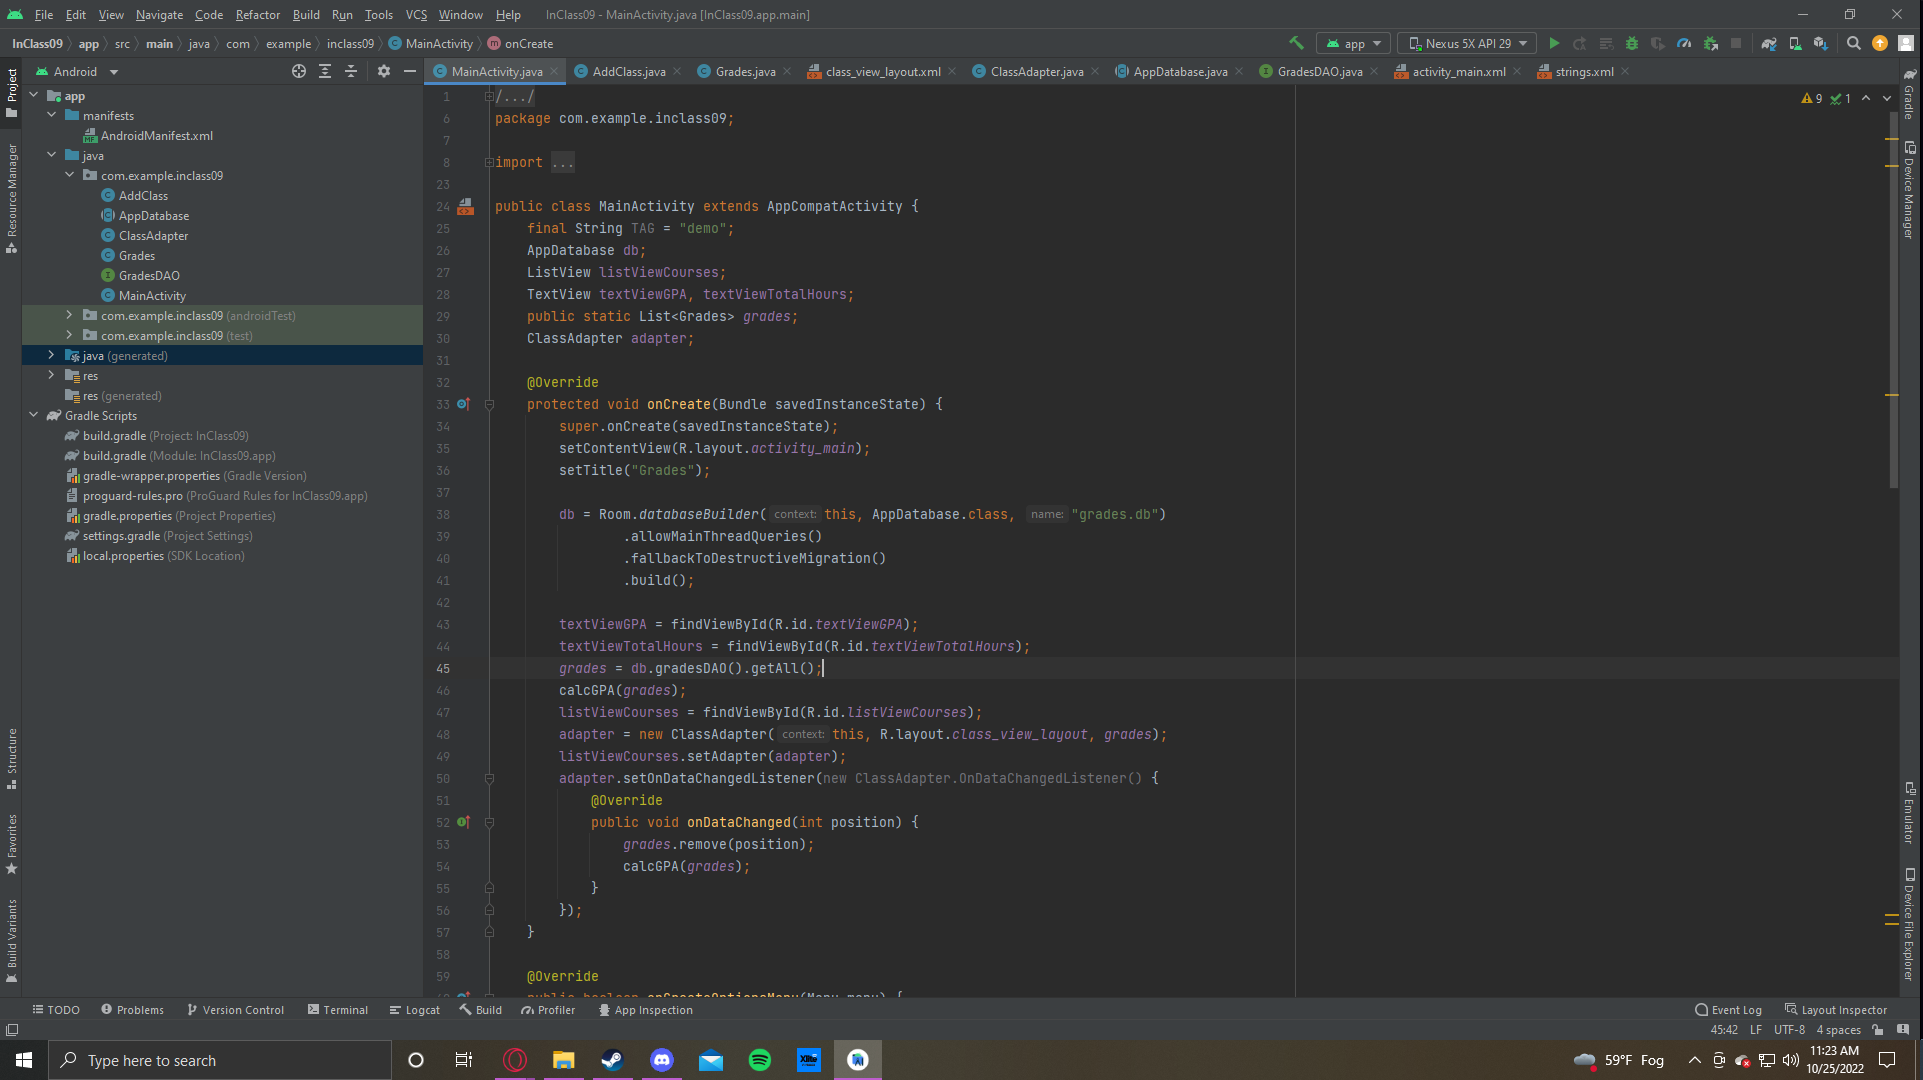 File Edit View Navigate Code Refactor Build Run Tools VCS Window Help InClass09 - MainActivity.java [InClass09.app.main]
InClass09 app src main java com example inclass09 MainActivity onCreate app Nexus 5X API 29
Android
MainActivity.java AddClass.java Grades.java class_view_layout.xml ClassAdapter.java AppDatabase.java GradesDAO.java activity_main.xml strings.xml
Project
Resource Manager
Structure
Favorites
Build Variants
app
manifests
AndroidManifest.xml
java
com.example.inclass09
AddClass
AppDatabase
ClassAdapter
Grades
GradesDAO
MainActivity
com.example.inclass09 (androidTest)
com.example.inclass09 (test)
java (generated)
res
res (generated)
Gradle Scripts
build.gradle (Project: InClass09)
build.gradle (Module: InClass09.app)
gradle-wrapper.properties (Gradle Version)
proguard-rules.pro (ProGuard Rules for InClass09.app)
gradle.properties (Project Properties)
settings.gradle (Project Settings)
local.properties (SDK Location)
9 1
1 /.../
6 package com.example.inclass09;
7
8 import ...
23
24 public class MainActivity extends AppCompatActivity {
25 final String TAG = "demo";
26 AppDatabase db;
27 ListView listViewCourses;
28 TextView textViewGPA, textViewTotalHours;
29 public static List<Grades> grades;
30 ClassAdapter adapter;
31
32 @Override
33 protected void onCreate(Bundle savedInstanceState) {
34 super.onCreate(savedInstanceState);
35 setContentView(R.layout.activity_main);
36 setTitle("Grades");
37
38 db = Room.databaseBuilder( context: this, AppDatabase.class, name: "grades.db")
39 .allowMainThreadQueries()
40 .fallbackToDestructiveMigration()
41 .build();
42
43 textViewGPA = findViewById(R.id.textViewGPA);
44 textViewTotalHours = findViewById(R.id.textViewTotalHours);
45 grades = db.gradesDAO().getAll();
46 calcGPA(grades);
47 listViewCourses = findViewById(R.id.listViewCourses);
48 adapter = new ClassAdapter( context: this, R.layout.class_view_layout, grades);
49 listViewCourses.setAdapter(adapter);
50 adapter.setOnDataChangedListener(new ClassAdapter.OnDataChangedListener() {
51 @Override
52 public void onDataChanged(int position) {
53 grades.remove(position);
54 calcGPA(grades);
55 }
56 });
57 }
58
59 @Override
public boolean onCreateOptionsMenu(Menu menu) {
Gradle
Device Manager
Emulator
Device File Explorer
TODO Problems Version Control Terminal Logcat Build Profiler App Inspection Event Log Layout Inspector
45:42 LF UTF-8 4 spaces
Type here to search
59°F Fog
11:23 AM
10/25/2022